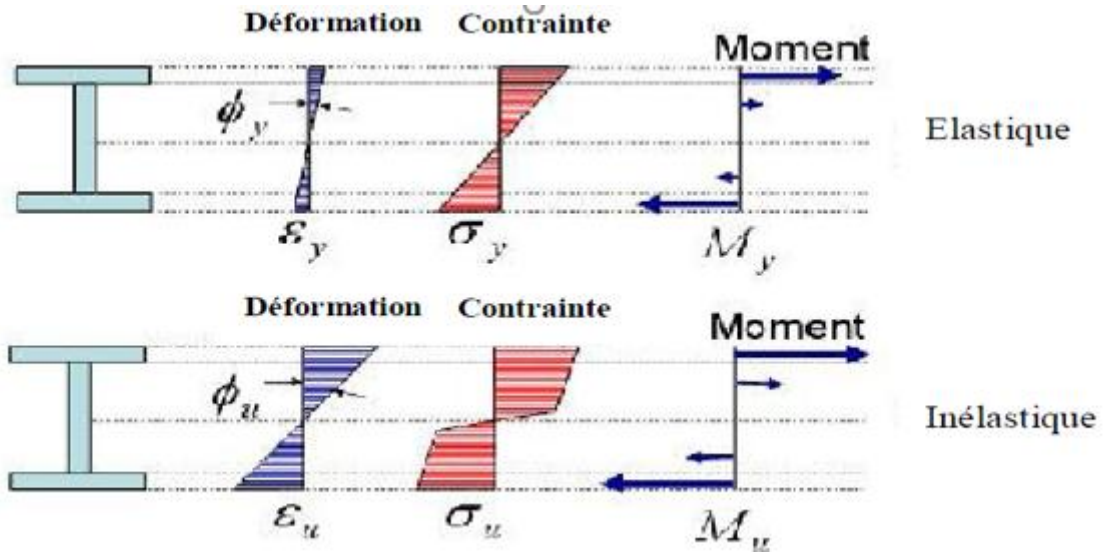 Déformation Contrainte
Moment
ϕy
Elastique
εy σy My
Déformation Contrainte
Moment
ϕu
Inélastique
εu σu Mu